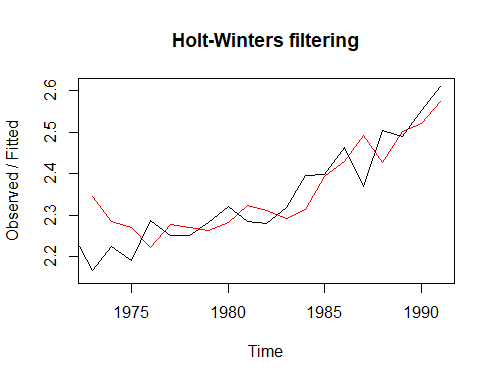 Holt-Winters filtering
Observed / Fitted
2.6
2.5
2.4
2.3
2.2
1975 1980 1985 1990
Time